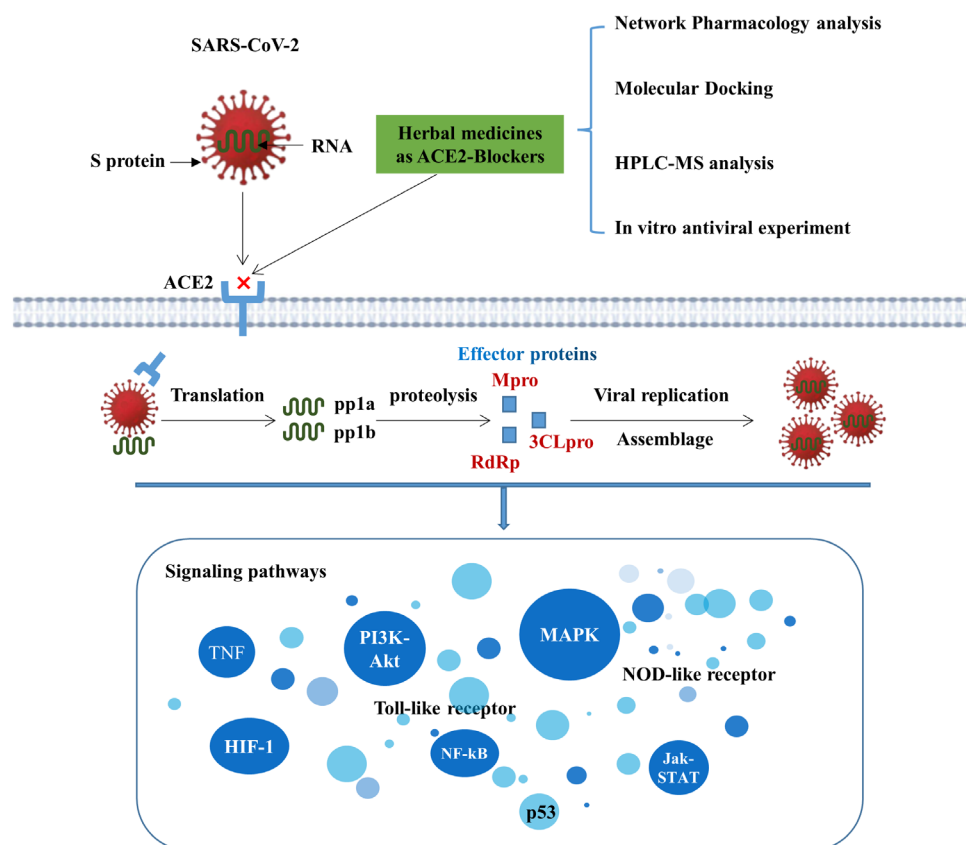 Network Pharmacology analysis
SARS-CoV-2
Molecular Docking
Herbal medicines
as ACE2-Blockers
RNA
S protein
HPLC-MS analysis
In vitro antiviral experiment
ACE2
Effector proteins
Mpro
Translation
pp1a
pp1b
proteolysis
3CLpro
RdRp
Viral replication
Assemblage
Signaling pathways
TNF
PI3K-
Akt
MAPK
NOD-like receptor
Toll-like receptor
HIF-1
NF-kB
Jak-
STAT
p53